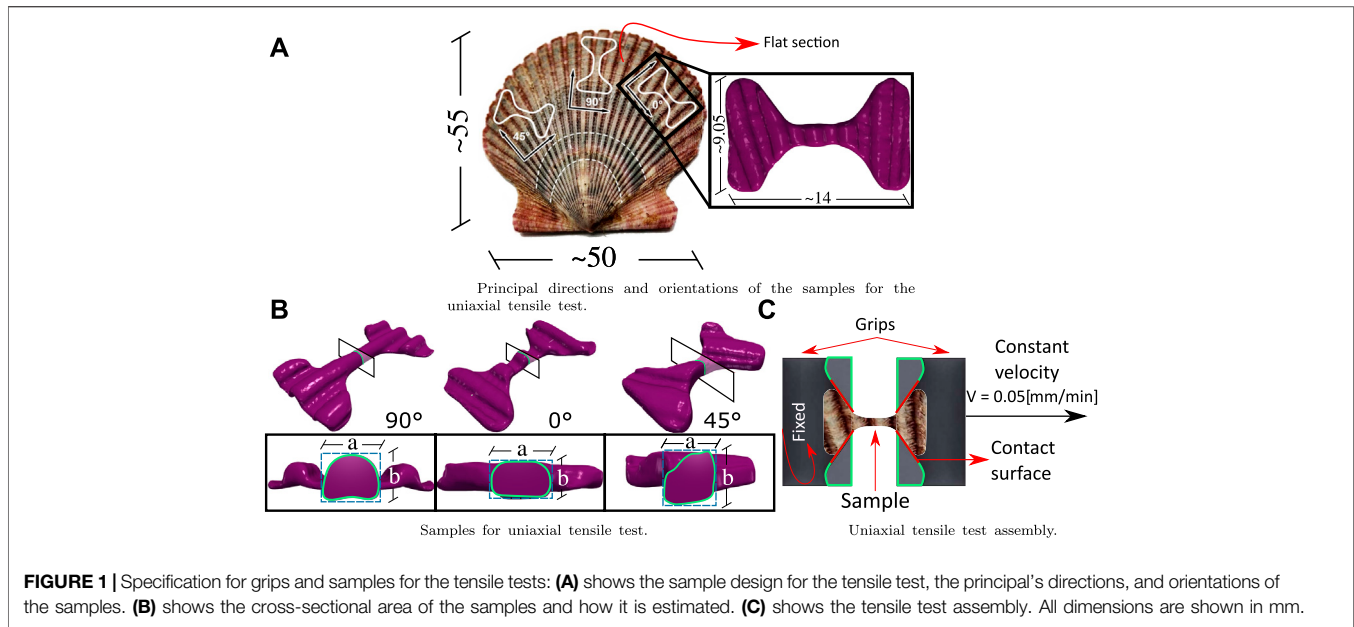 A
Flat section
~55
45°
90°
0°
~9.05
~14
~50
Principal directions and orientations of the samples for the
uniaxial tensile test.
B
90°
0°
45°
a
b
a
b
a
b
Samples for uniaxial tensile test.
C
Grips
Constant
velocity
V = 0.05[mm/min]
Fixed
Contact
surface
Sample
Uniaxial tensile test assembly.
FIGURE 1 | Specification for grips and samples for the tensile tests: (A) shows the sample design for the tensile test, the principal's directions, and orientations of
the samples. (B) shows the cross-sectional area of the samples and how it is estimated. (C) shows the tensile test assembly. All dimensions are shown in mm.